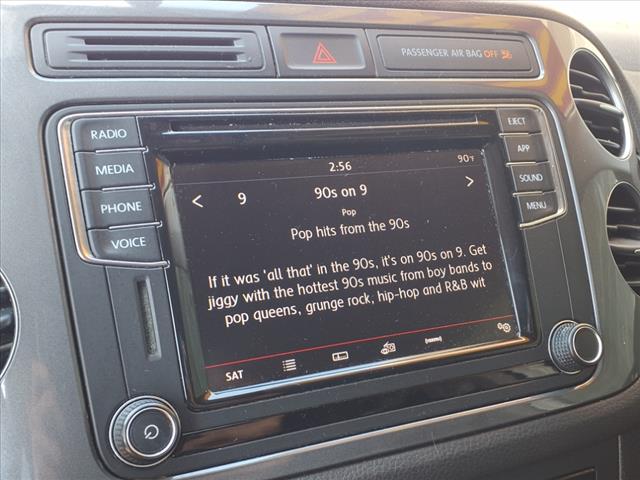 PASSENGER AIR BAG OFF
RADIO
MEDIA
PHONE
VOICE
EJECT
APP
SOUND
MENU
2:56
90°F
< 9 90s on 9 >
Pop
Pop hits from the 90s
If it was 'all that' in the 90s, it's on 90s on 9. Get
jiggy with the hottest 90s music from boy bands to
pop queens, grunge rock, hip-hop and R&B wit
SAT